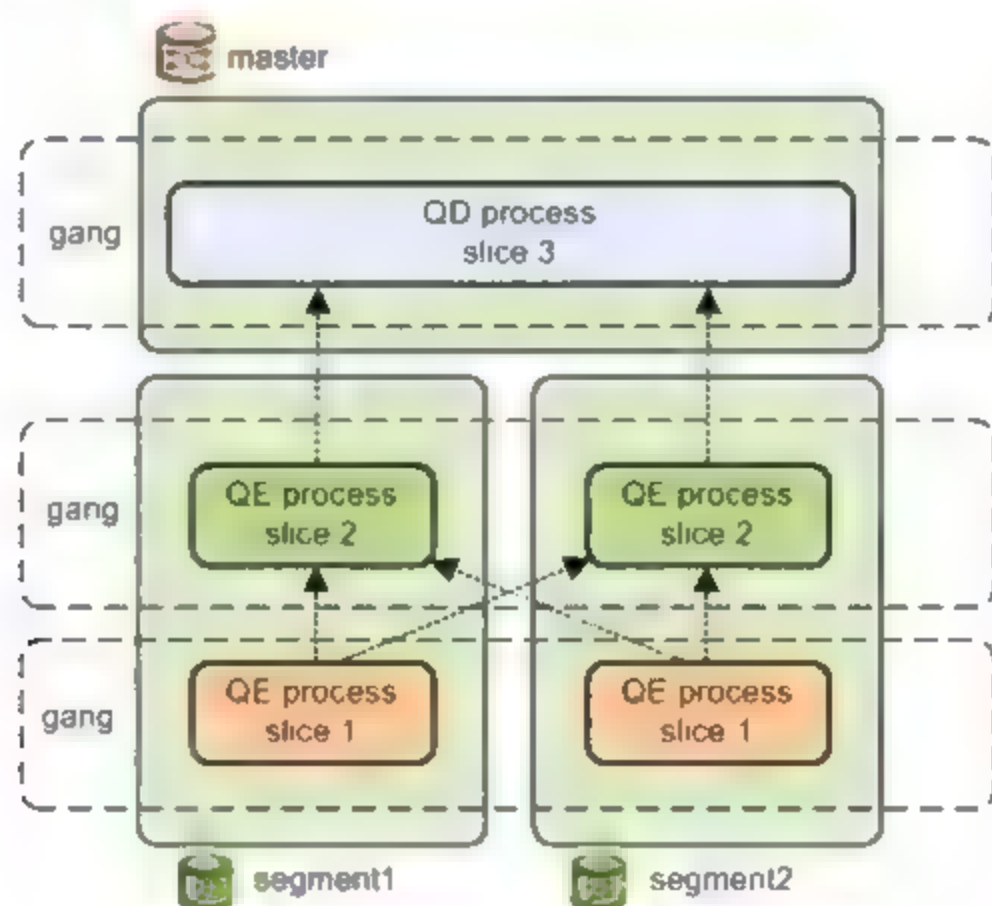 master
gang
QD process
slice 3
gang
QE process
slice 2
QE process
slice 2
gang
QE process
slice 1
QE process
slice 1
segment1
segment2